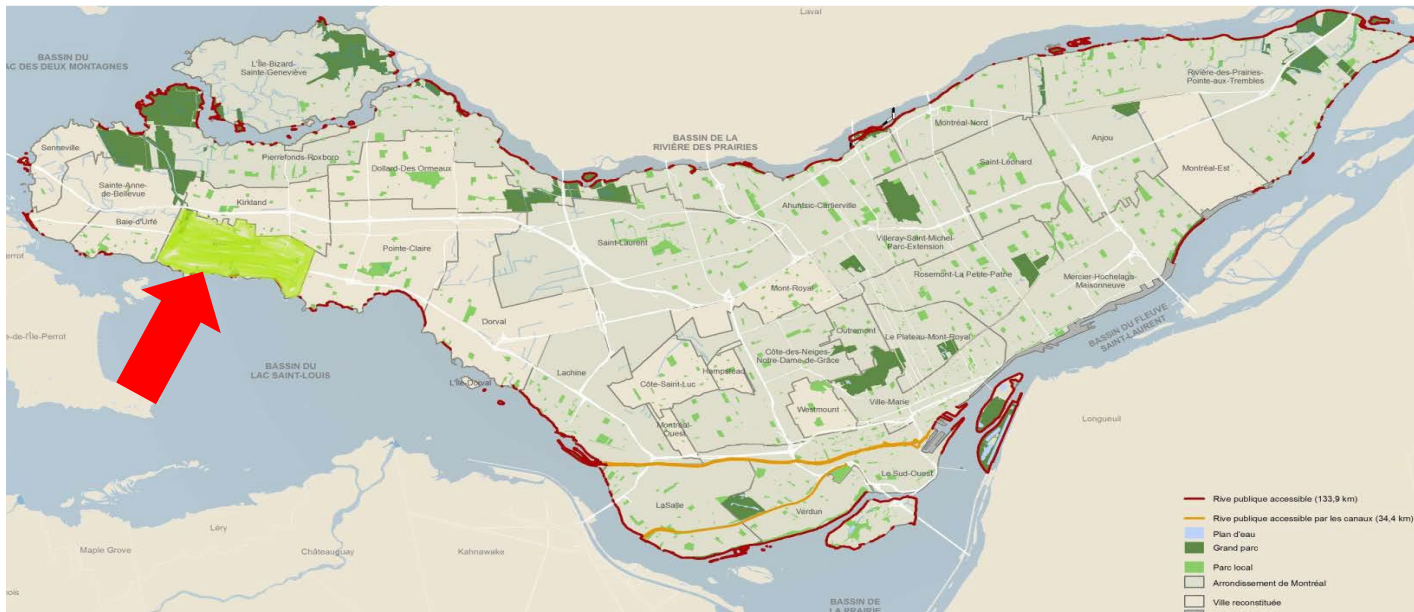 Laval
BASSIN DU
AC DES DEUX MONTAGNES
L'Île-Bizard-
Sainte-Geneviève
Rivière-des-Prairies-
Pointe-aux-Trembles
Montréal-Nord
BASSIN DE LA
RIVIÈRE DES PRAIRIES
Anjou
Senneville
Pierrefonds-Roxboro
Saint-Léonard
Dollard-Des Ormeaux
Montréal-Est
Sainte-Anne-
de-Bellevue
Kirkland
Ahuntsic-Cartierville
Baie-d'Urfé
Pointe-Claire
Saint-Laurent
Villeray-Saint-Michel-
Parc-Extension
Rosemont-La Petite-Patrie
Mercier-Hochelaga-
Maisonneuve
Mont-Royal
Dorval
Outremont
Le Plateau-Mont-Royal
BASSIN DU FLEUVE
SAINT-LAURENT
e-de-l'Île-Perrot
BASSIN DU
LAC SAINT-LOUIS
Côte-des-Neiges-
Notre-Dame-de-Grâce
Hampstead
Lachine
Côte-Saint-Luc
L'Île-Dorval
Westmount
Ville-Marie
Longueuil
Montréal-
Ouest
Le Sud-Ouest
LaSalle
Verdun
Léry
Maple Grove
Châteauguay
Kahnawake
BASSIN DE
LA PRAIRIE
Rive publique accessible (133,9 km)
Rive publique accessible par les canaux (34,4 km)
Plan d'eau
Grand parc
Parc local
Arrondissement de Montréal
Ville reconstituée